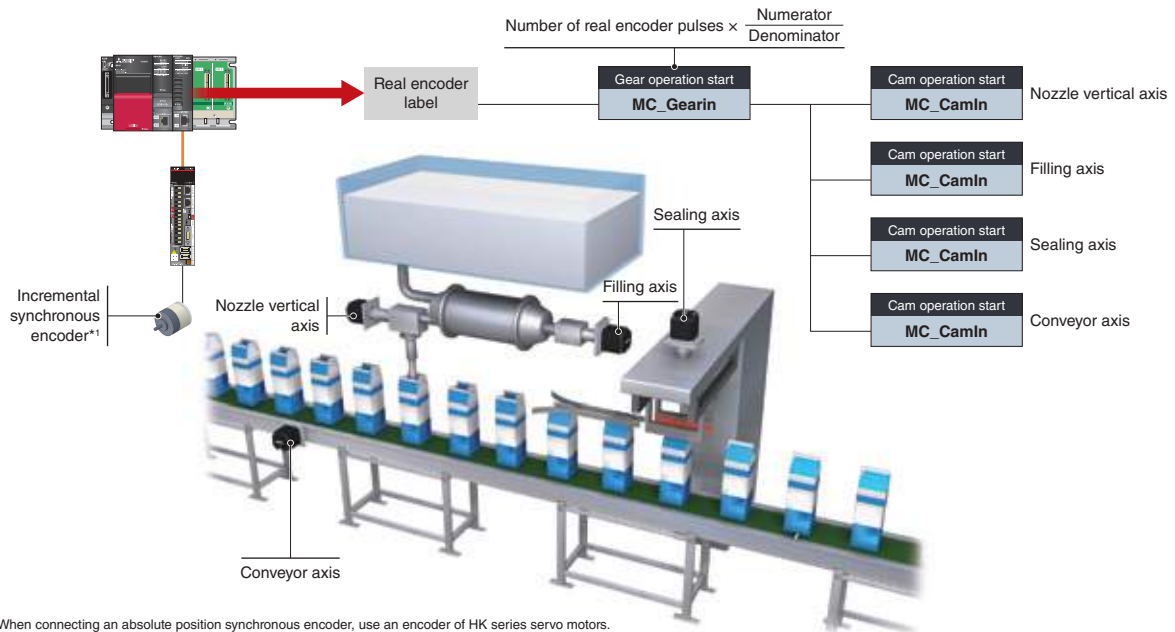 Number of real encoder pulses × Numerator
Denominator
Real encoder
label
Gear operation start
MC_Gearin
Cam operation start
MC_CamIn
Nozzle vertical axis
Cam operation start
MC_CamIn
Filling axis
Cam operation start
MC_CamIn
Sealing axis
Cam operation start
MC_CamIn
Conveyor axis
Incremental
synchronous
encoder*1
Nozzle vertical
axis
Filling axis
Sealing axis
Conveyor axis
When connecting an absolute position synchronous encoder, use an encoder of HK series servo motors.